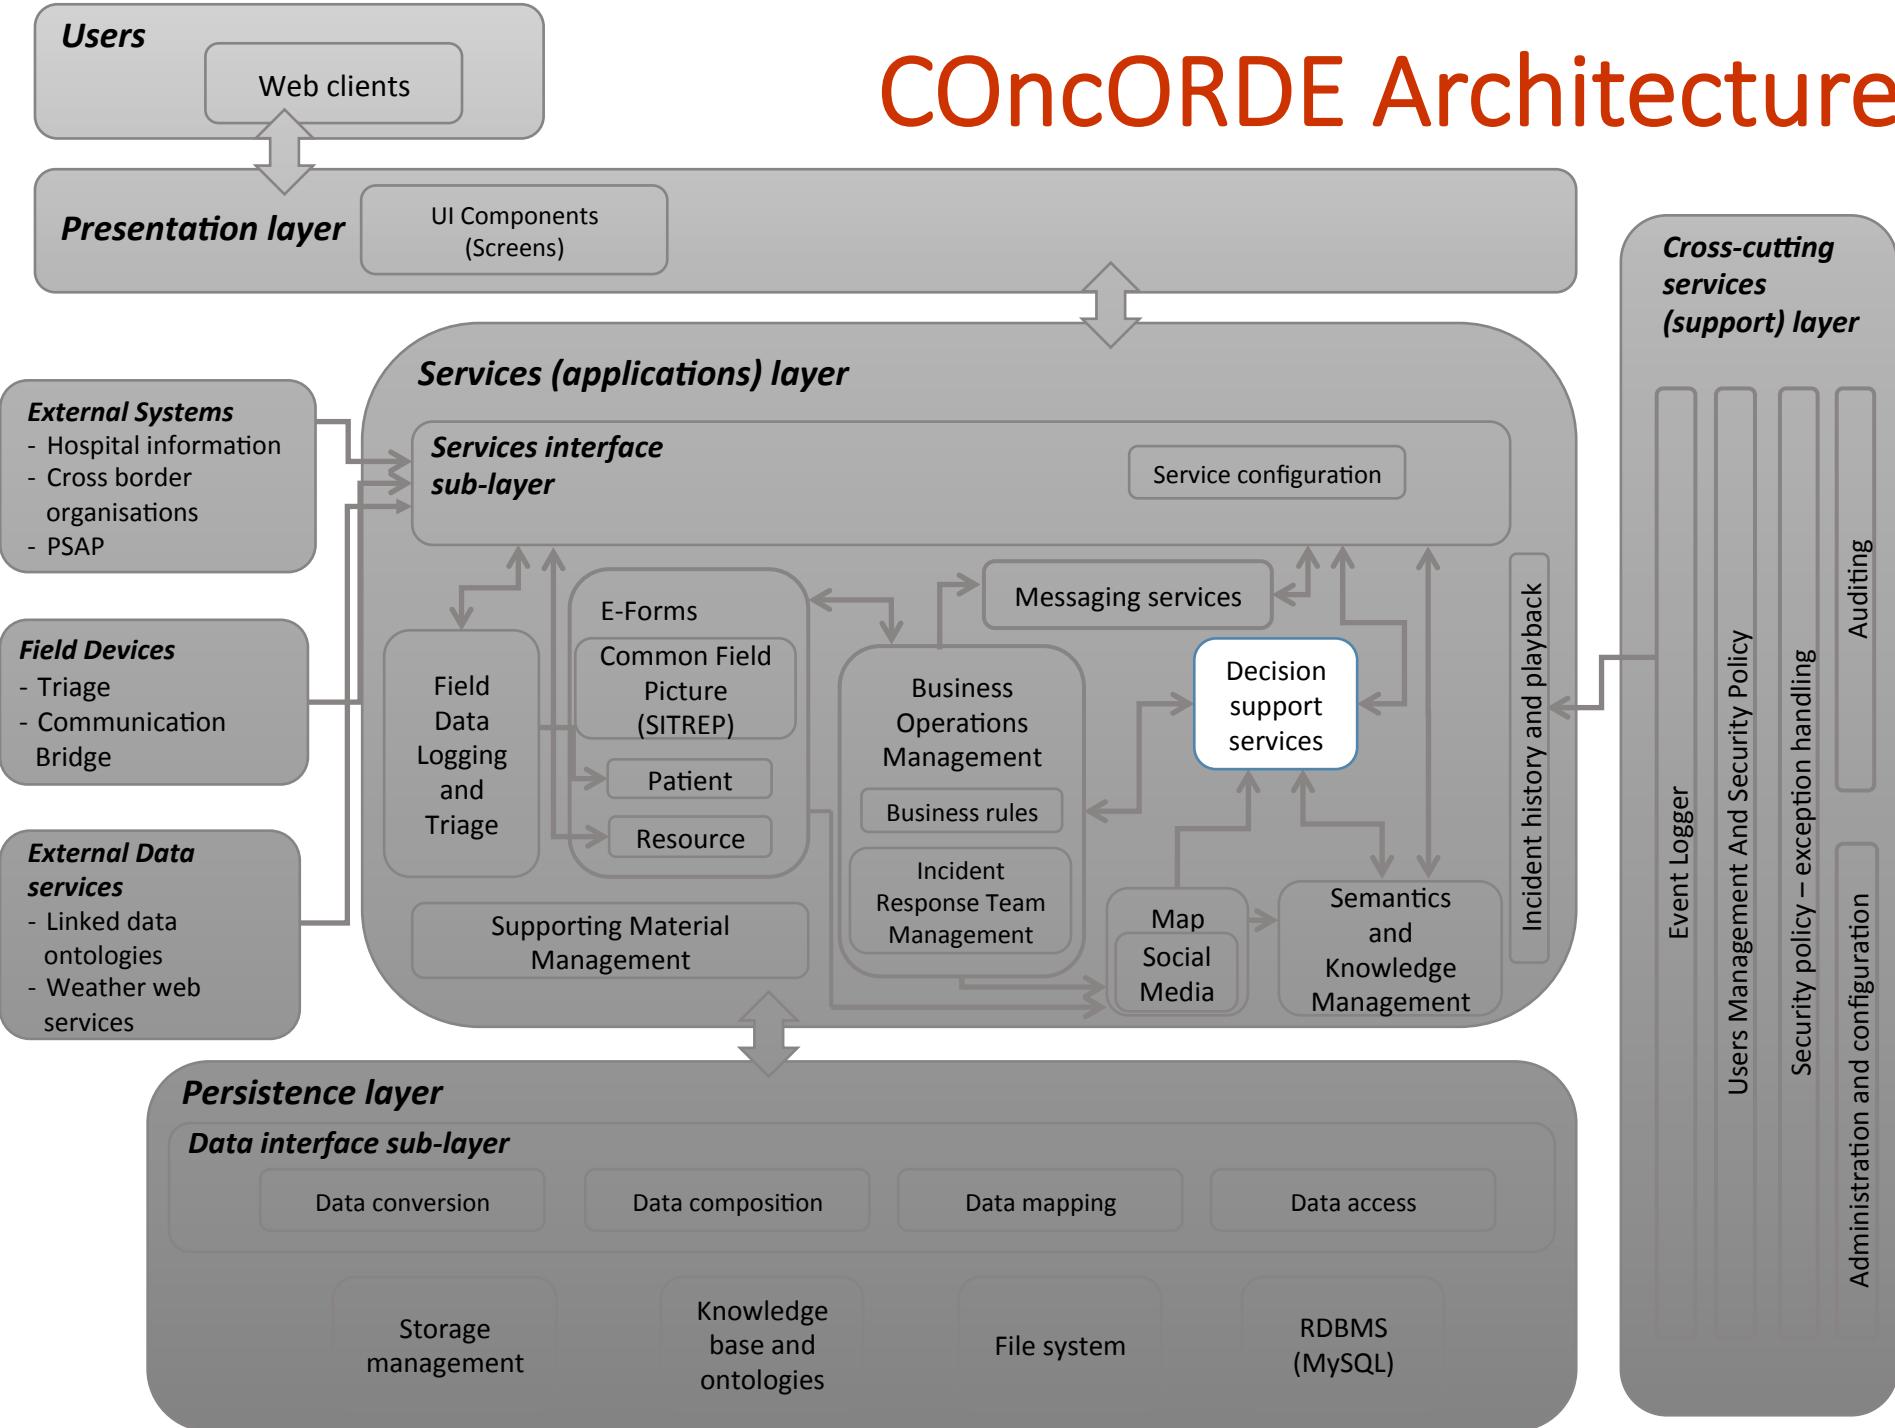 Users
Web clients
COncORDE Architecture
Presentation layer
UI Components
(Screens)
Cross-cutting
services
(support) layer
Services (applications) layer
External Systems
- Hospital information
- Cross border
organisations
- PSAP
Services interface
sub-layer
Service configuration
Field Devices
- Triage
- Communication
Bridge
External Data
services
- Linked data
ontologies
- Weather web
services
Field
Data
Logging
and
Triage
E-Forms
Common Field
Picture
(SITREP)
Patient
Resource
Supporting Material
Management
Messaging services
Business
Operations
Management
Business rules
Incident
Response Team
Management
Decision
support
services
Map
Social
Media
Semantics
and
Knowledge
Management
Incident history and playback
Event Logger
Users Management And Security Policy
Security policy – exception handling
Auditing
Administration and configuration
Persistence layer
Data interface sub-layer
Data conversion
Data composition
Data mapping
Data access
Storage
management
Knowledge
base and
ontologies
File system
RDBMS
(MySQL)